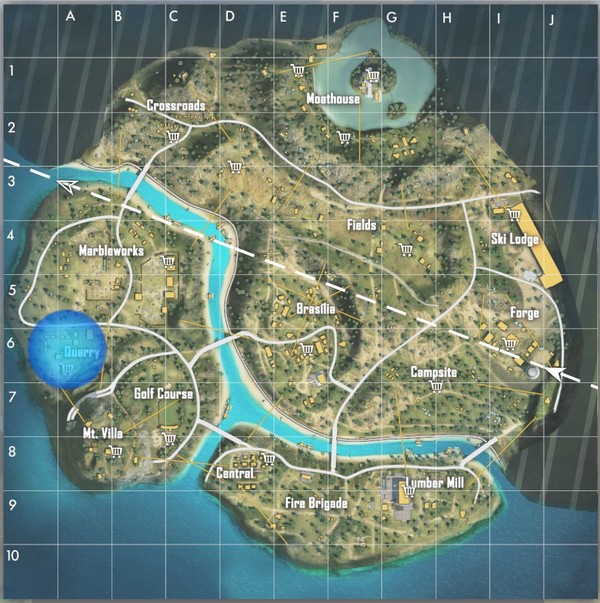 A B C D E F G H I J
1
Moathouse
Crossroads
2
3
Fields
4
Ski Lodge
Marbleworks
5
Brasilia
Forge
6
Quarry
Campsite
7
Golf Course
Mt. Villa
8
Central
Lumber Mill
9
Fire Brigade
10